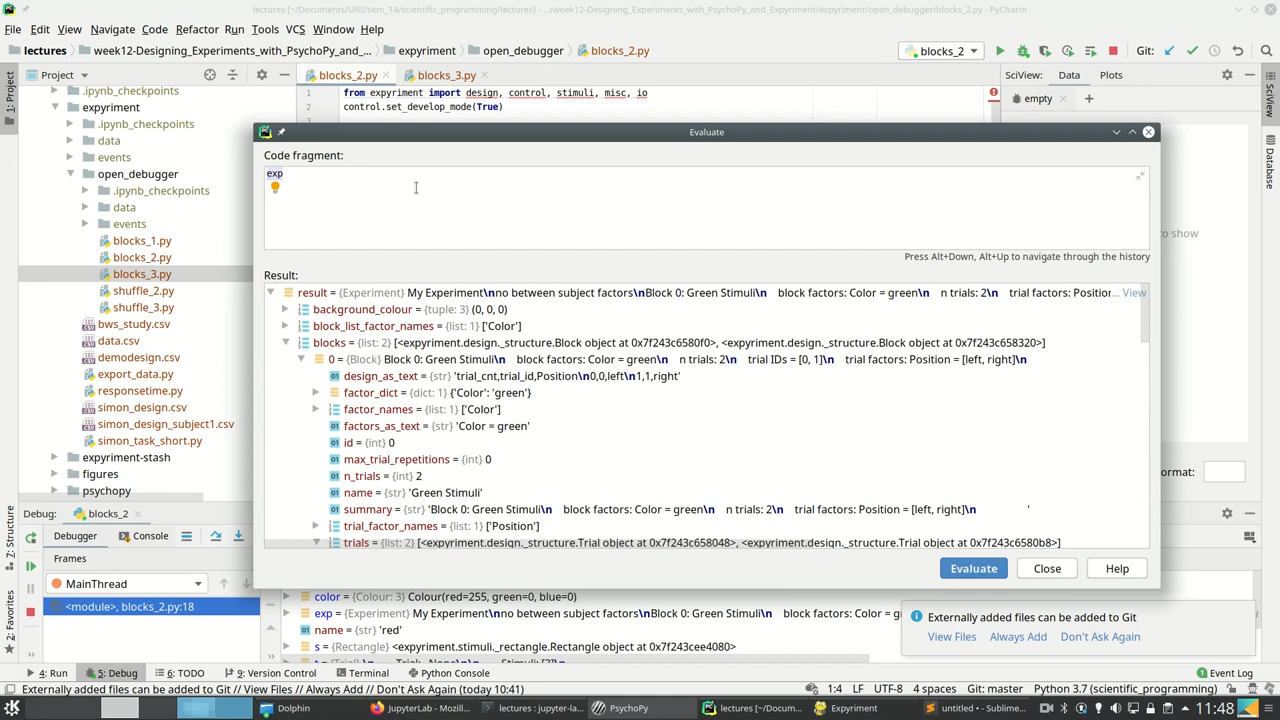 lectures [~/Documents/UNI/sem_14/scientific_programming/lectures] - .../week12-Designing_Experiments_with_PsychoPy_and_Expyriment/expyriment/open_debugger/blocks_2.py - PyCharm
File Edit View Navigate Code Refactor Run Tools VCS Window Help
lectures week12-Designing_Experiments_with_PsychoPy_and_... expyriment open_debugger blocks_2.py blocks_2 Git:
1: Project
Project
blocks_2.py
blocks_3.py
SciView: Data Plots
empty
SciView
Database
1 from expyriment import design, control, stimuli, misc, io
2 control.set_develop_mode(True)
.ipynb_checkpoints
expyriment
.ipynb_checkpoints
data
events
open_debugger
.ipynb_checkpoints
data
events
blocks_1.py
blocks_2.py
blocks_3.py
shuffle_2.py
shuffle_3.py
bws_study.csv
data.csv
demodesign.csv
export_data.py
responsetime.py
simon_design.csv
simon_design_subject1.csv
simon_task_short.py
expyriment-stash
figures
psychopy
Evaluate
Code fragment:
exp
Press Alt+Down, Alt+Up to navigate through the history
Result:
result = {Experiment} My Experiment\nno between subject factors\nBlock 0: Green Stimuli\n block factors: Color = green\n n trials: 2\n trial factors: Position... View
background_colour = {tuple: 3} (0, 0, 0)
block_list_factor_names = {list: 1} ['Color']
blocks = {list: 2} [<expyriment.design._structure.Block object at 0x7f243c6580f0>, <expyriment.design._structure.Block object at 0x7f243c658320>]
0 = {Block} Block 0: Green Stimuli\n block factors: Color = green\n n trials: 2\n trial IDs = [0, 1]\n trial factors: Position = [left, right]\n
design_as_text = {str} 'trial_cnt,trial_id,Position\n0,0,left\n1,1,right'
factor_dict = {dict: 1} {'Color': 'green'}
factor_names = {list: 1} ['Color']
factors_as_text = {str} 'Color = green'
id = {int} 0
max_trial_repetitions = {int} 0
n_trials = {int} 2
name = {str} 'Green Stimuli'
summary = {str} 'Block 0: Green Stimuli\n block factors: Color = green\n n trials: 2\n trial factors: Position = [left, right]\n '
trial_factor_names = {list: 1} ['Position']
trials = {list: 2} [<expyriment.design._structure.Trial object at 0x7f243c658048>, <expyriment.design._structure.Trial object at 0x7f243c6580b8>]
Evaluate Close Help
to show
ormat:
Debug: blocks_2
Debugger Console
Frames
MainThread
<module>, blocks_2.py:18
color = {Colour: 3} Colour(red=255, green=0, blue=0)
exp = {Experiment} My Experiment\nno between subject factors\nBlock 0: Green Stimuli\n block factors: Color = g
name = {str} 'red'
s = {Rectangle} <expyriment.stimuli._rectangle.Rectangle object at 0x7f243cee4080>
Externally added files can be added to Git
View Files Always Add Don't Ask Again
7: Structure
2: Favorites
4: Run 5: Debug 6: TODO 9: Version Control Terminal Python Console Event Log
Externally added files can be added to Git // View Files // Always Add // Don't Ask Again (today 10:41) 1:4 LF UTF-8 4 spaces Git: master Python 3.7 (scientific_programming)
Dolphin JupyterLab - Mozill... lectures : jupyter-la... PsychoPy lectures [~/Docum... Expyriment untitled • - Sublime... 11:48